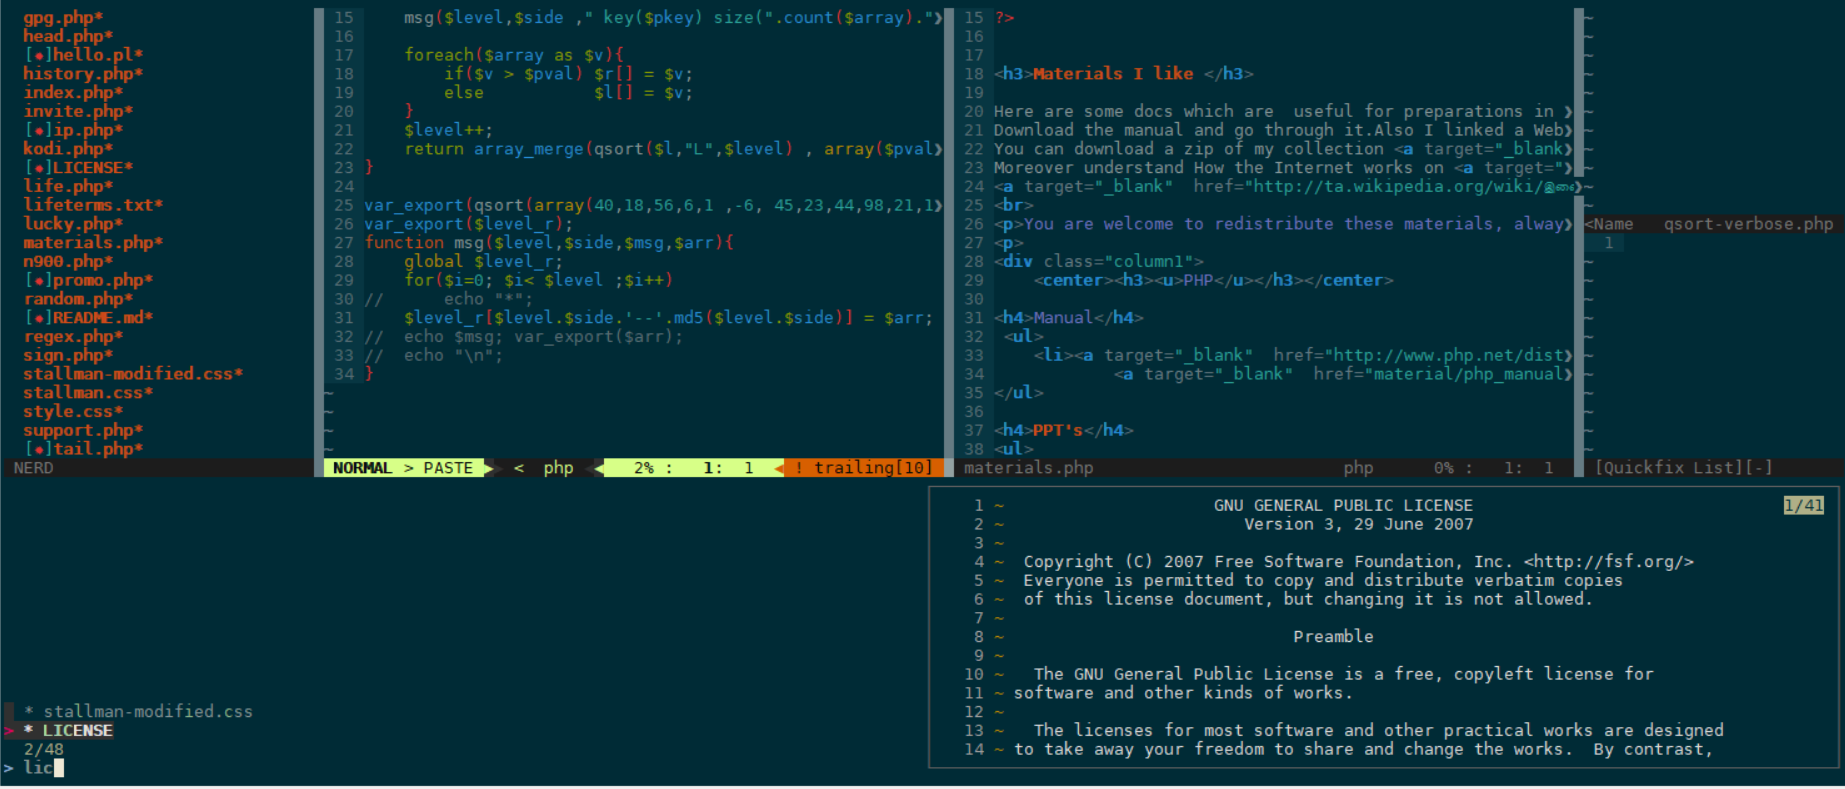 gpg.php*
head.php*
[✹]hello.pl*
history.php*
index.php*
invite.php*
[✹]ip.php*
kodi.php*
[✹]LICENSE*
life.php*
lifeterms.txt*
lucky.php*
materials.php*
n900.php*
[✹]promo.php*
random.php*
[✹]README.md*
regex.php*
sign.php*
stallman-modified.css*
stallman.css*
style.css*
support.php*
[✹]tail.php*
NERD
15     msg($level,$side ," key($pkey) size(".count($array)."❯
16
17     foreach($array as $v){
18         if($v > $pval) $r[] = $v;
19         else           $l[] = $v;
20     }
21     $level++;
22     return array_merge(qsort($l,"L",$level) , array($pval❯
23 }
24
25 var_export(qsort(array(40,18,56,6,1 ,-6, 45,23,44,98,21,1❯
26 var_export($level_r);
27 function msg($level,$side,$msg,$arr){
28     global $level_r;
29     for($i=0; $i< $level ;$i++)
30 //      echo "*";
31     $level_r[$level.$side.'--'.md5($level.$side)] = $arr;
32 //  echo $msg; var_export($arr);
33 //  echo "\n";
34 }
~
~
~
~
NORMAL > PASTE < php 2% : 1: 1 ! trailing[10]
15 ?>
16
17
18 <h3>Materials I like </h3>
19
20 Here are some docs which are  useful for preparations in ❯
21 Download the manual and go through it.Also I linked a Web❯
22 You can download a zip of my collection <a target="_blank❯
23 Moreover understand How the Internet works on <a target="❯
24 <a target="_blank"  href="http://ta.wikipedia.org/wiki/இணை❯
25 <br>
26 <p>You are welcome to redistribute these materials, alway❯
27 <p>
28 <div class="column1">
29     <center><h3><u>PHP</u></h3></center>
30
31 <h4>Manual</h4>
32  <ul>
33     <li><a target="_blank"  href="http://www.php.net/dist❯
34             <a target="_blank"  href="material/php_manual❯
35 </ul>
36
37 <h4>PPT's</h4>
38 <ul>
materials.php php 0% : 1: 1
~
~
~
~
~
~
~
~
~
~
~
<Name   qsort-verbose.php
1
~
~
~
~
~
~
~
~
~
~
~
[Quickfix List][-]
* stallman-modified.css
> * LICENSE
2/48
> lic
1 ~ GNU GENERAL PUBLIC LICENSE 1/41
2 ~ Version 3, 29 June 2007
3 ~
4 ~ Copyright (C) 2007 Free Software Foundation, Inc. <http://fsf.org/>
5 ~ Everyone is permitted to copy and distribute verbatim copies
6 ~ of this license document, but changing it is not allowed.
7 ~
8 ~ Preamble
9 ~
10 ~ The GNU General Public License is a free, copyleft license for
11 ~ software and other kinds of works.
12 ~
13 ~ The licenses for most software and other practical works are designed
14 ~ to take away your freedom to share and change the works.  By contrast,